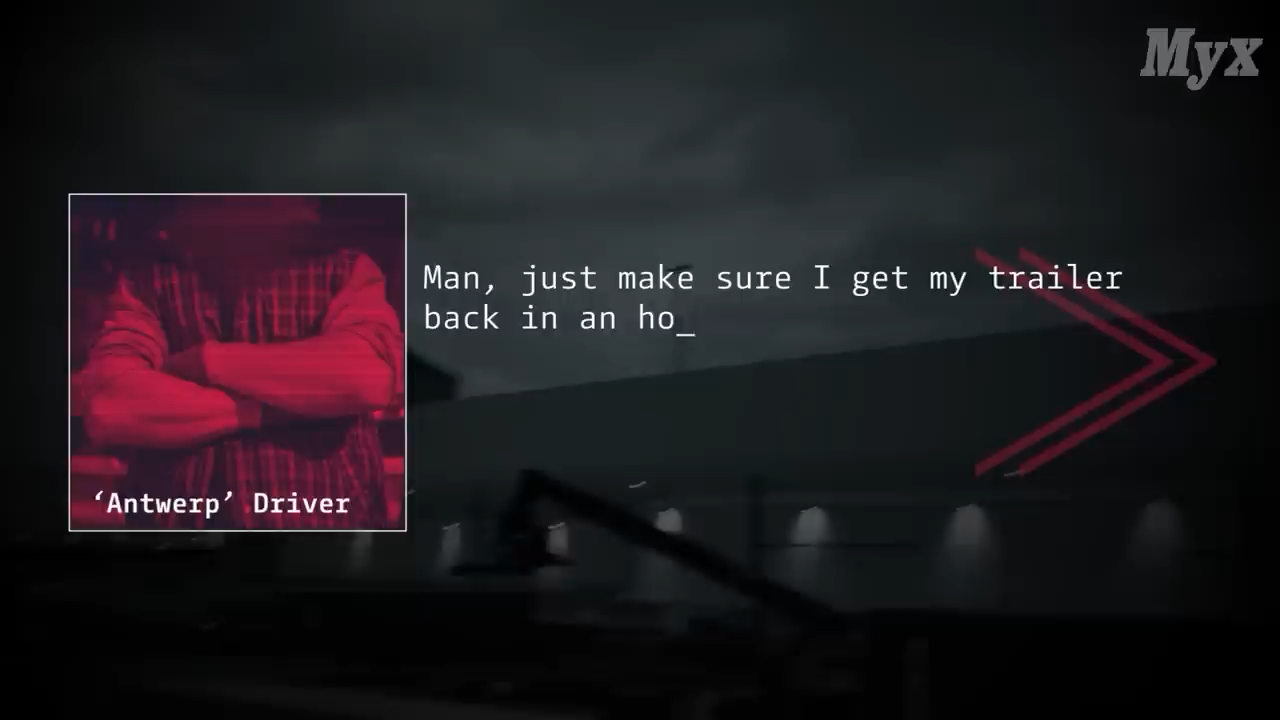 Myx
Man, just make sure I get my trailer
back in an ho_
‘Antwerp’ Driver